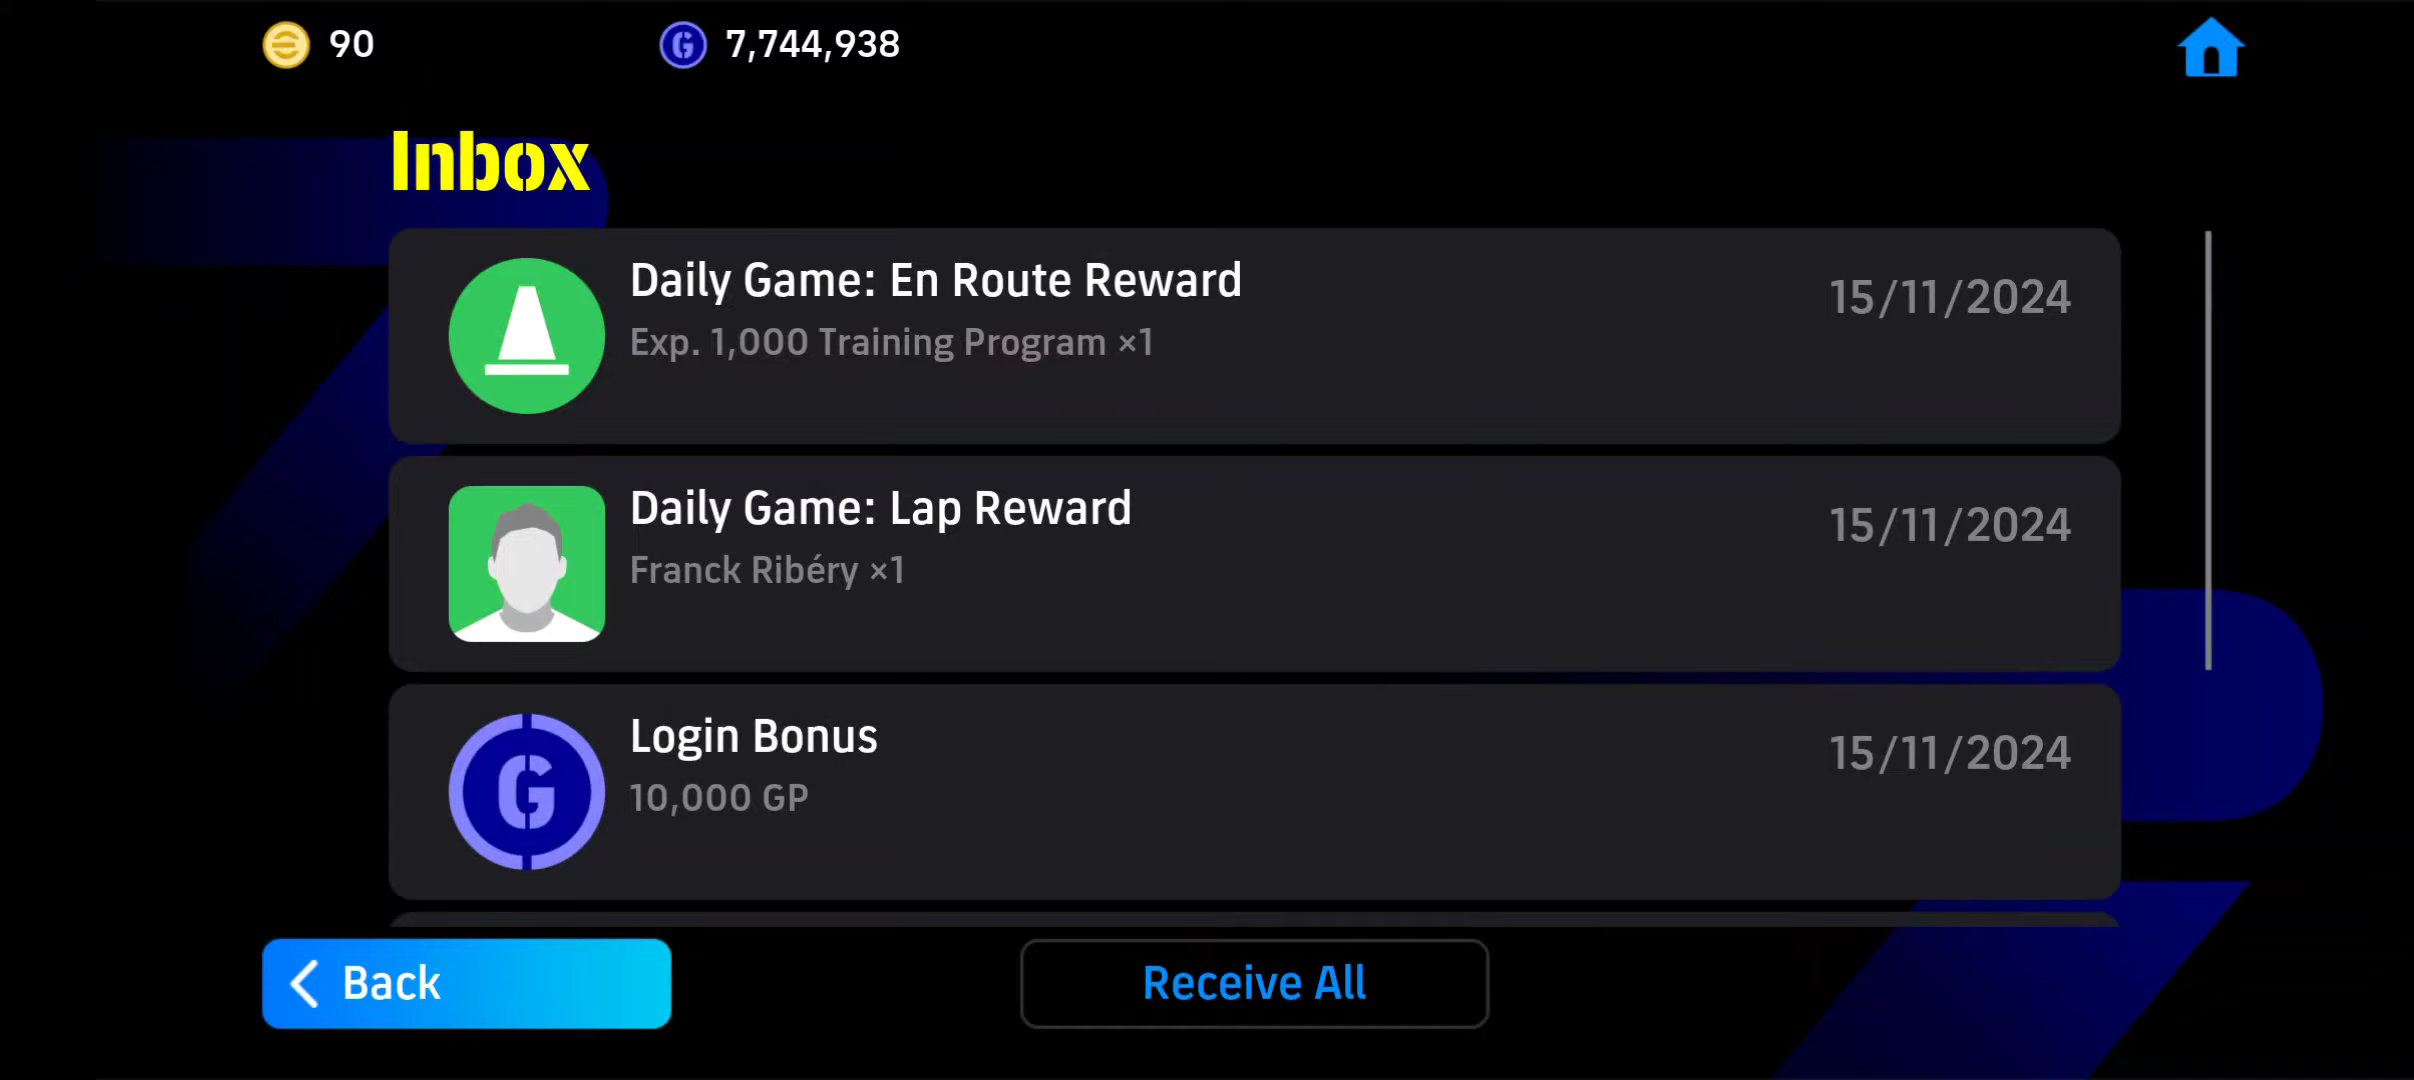 90
7,744,938
Inbox
Daily Game: En Route Reward
15/11/2024
Exp. 1,000 Training Program ×1
Daily Game: Lap Reward
15/11/2024
Franck Ribéry ×1
Login Bonus
15/11/2024
10,000 GP
Back
Receive All